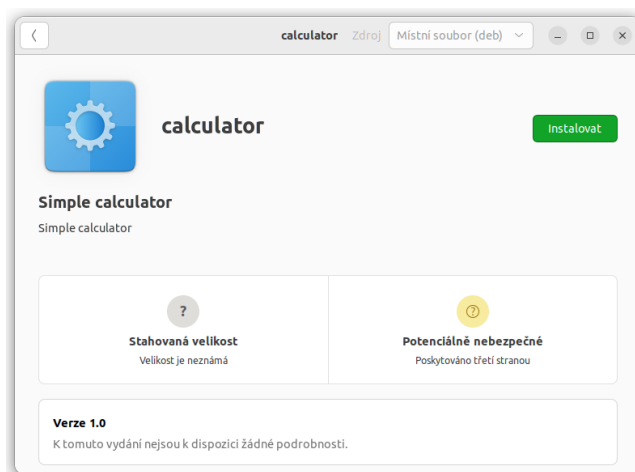 calculator Zdroj Místní soubor (deb)
calculator
Instalovat
Simple calculator
Simple calculator
?
?
Stahovaná velikost
Potenciálně nebezpečné
Velikost je neznámá
Poskytováno třetí stranou
Verze 1.0
K tomuto vydání nejsou k dispozici žádné podrobnosti.